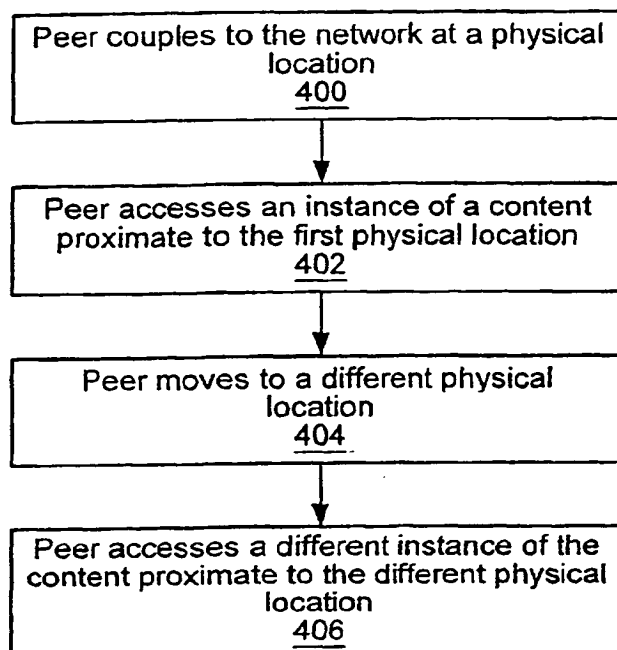 Peer couples to the network at a physical
location
400
Peer accesses an instance of a content
proximate to the first physical location
402
Peer moves to a different physical
location
404
Peer accesses a different instance of the
content proximate to the different physical
location
406